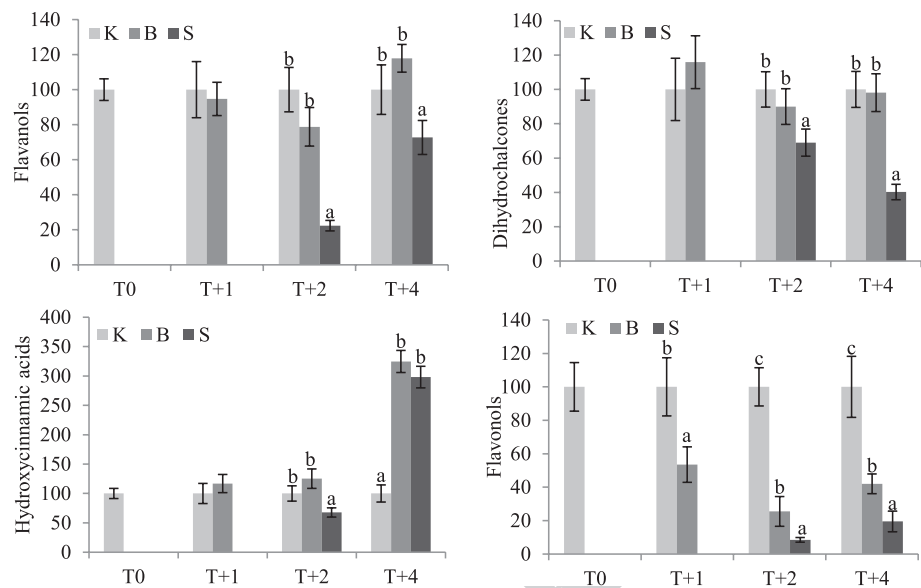 Flavanols
140
120
100
80
60
40
20
0
K B S
b b a
b b a
T0 T+1 T+2 T+4
Dihydrochalcones
140
120
100
80
60
40
20
0
K B S
b b a
b b a
T0 T+1 T+2 T+4
Hydroxycinnamic acids
400
350
300
250
200
150
100
50
0
K B S
b b a
a b b
T0 T+1 T+2 T+4
Flavonols
140
120
100
80
60
40
20
0
K B S
b a
c b a
c b a
T0 T+1 T+2 T+4